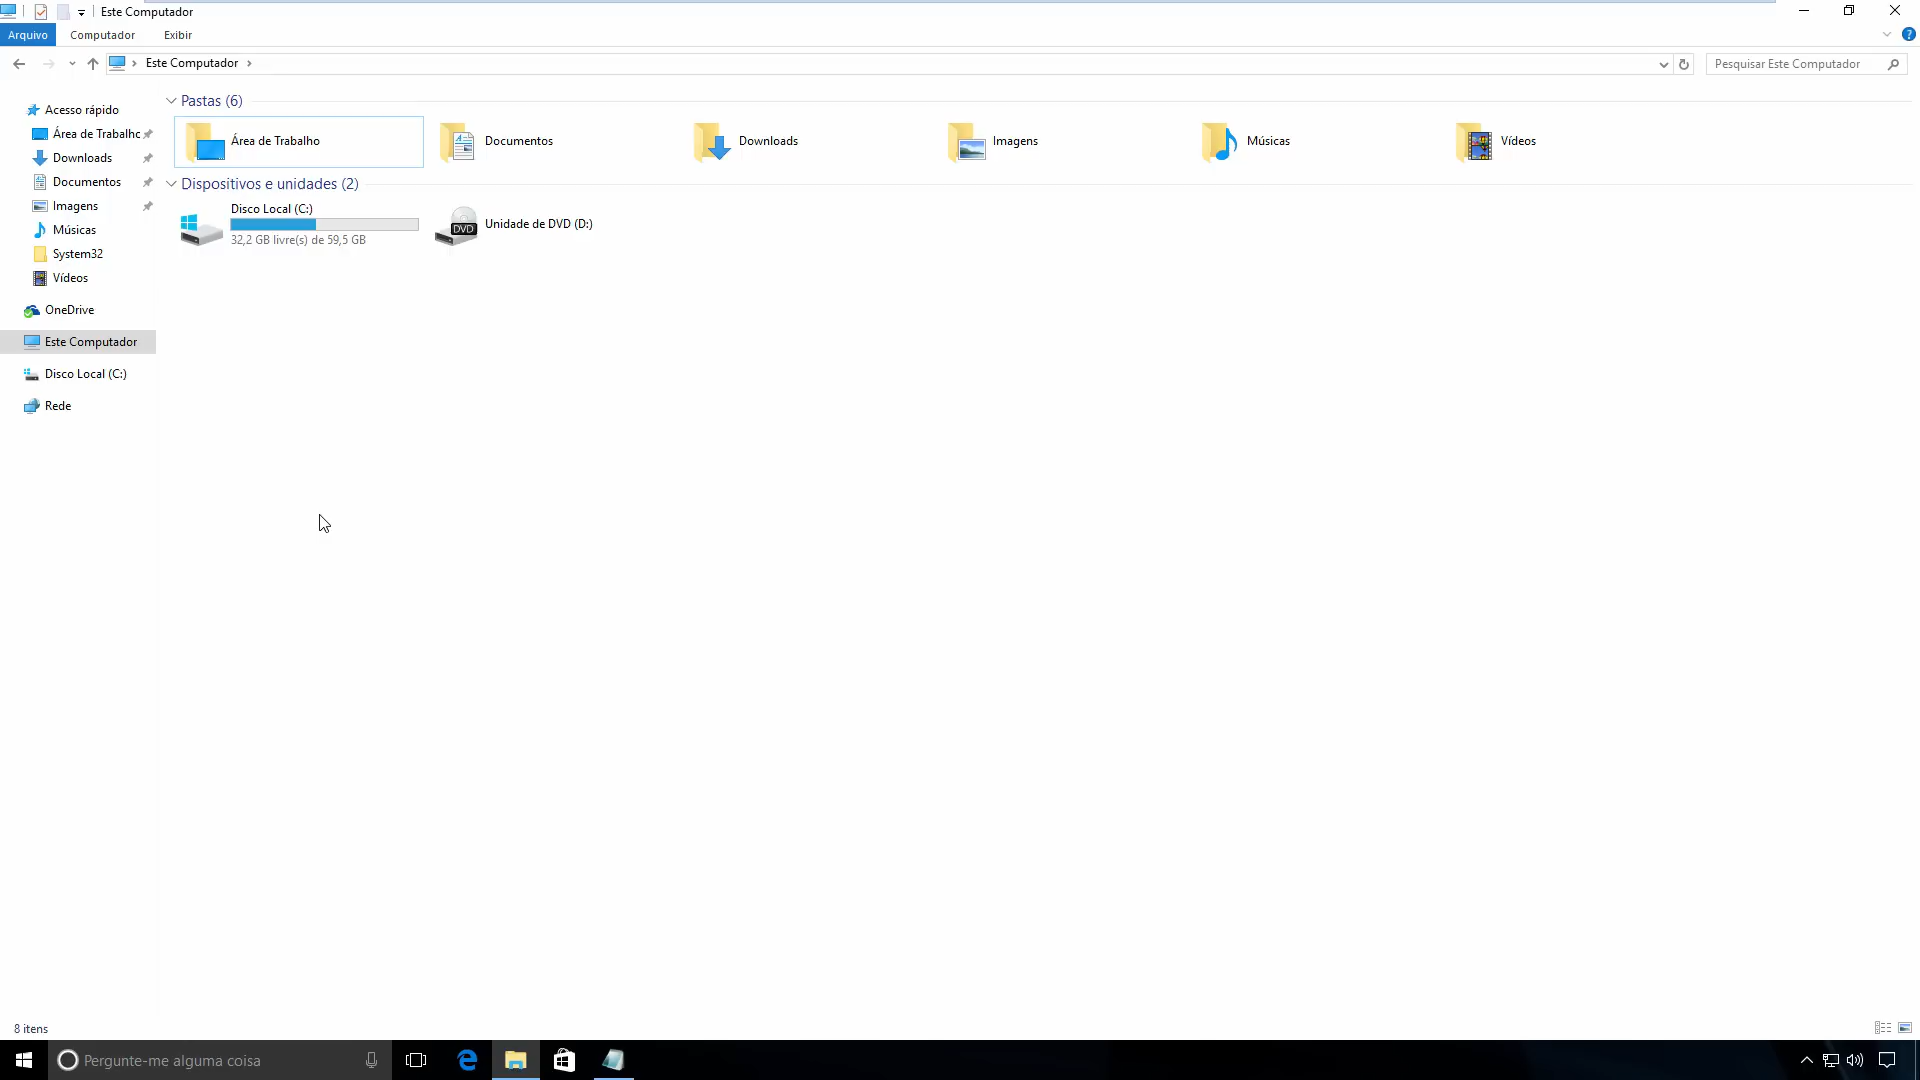 Este Computador
Arquivo
Computador
Exibir
Este Computador
Pesquisar Este Computador
Acesso rápido
Área de Trabalho
Downloads
Documentos
Imagens
Músicas
System32
Vídeos
OneDrive
Este Computador
Disco Local (C:)
Rede
Pastas (6)
Área de Trabalho
Documentos
Downloads
Imagens
Músicas
Vídeos
Dispositivos e unidades (2)
Disco Local (C:)
32,2 GB livre(s) de 59,5 GB
DVD
Unidade de DVD (D:)
8 itens
Pergunte-me alguma coisa